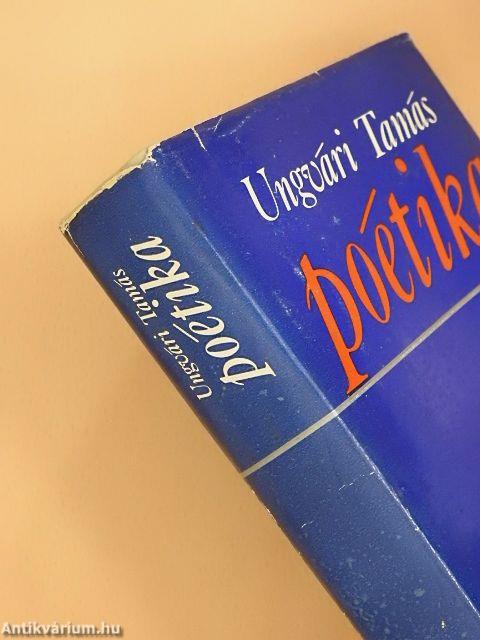 Ungvári Tamás
poétika
Ungvári Tamás
poétika
Antikvárium.hu